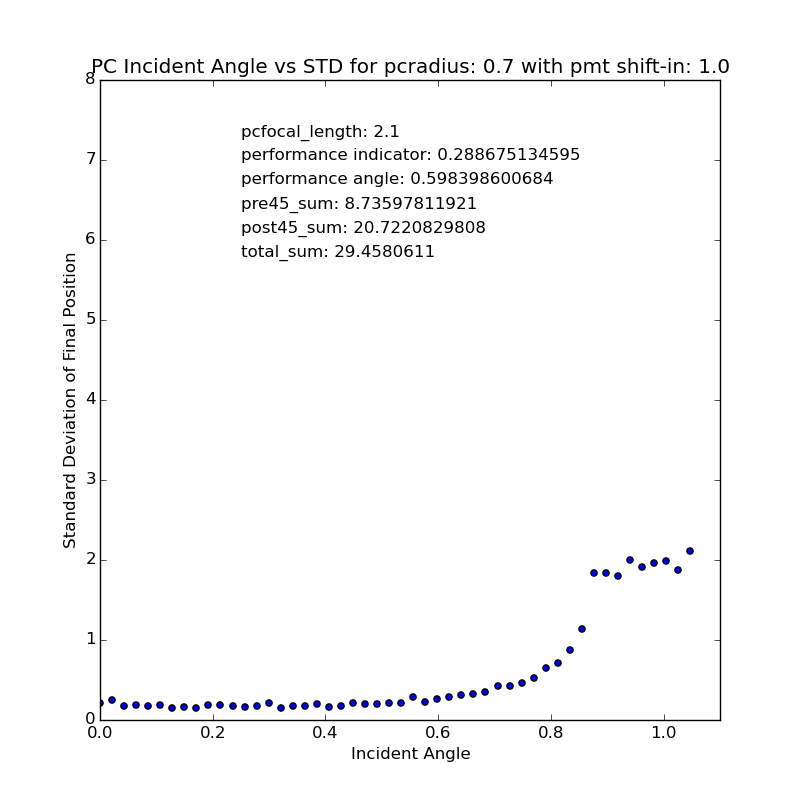 PC Incident Angle vs STD for pcradius: 0.7 with pmt shift-in: 1.0
8
7
6
5
4
3
2
1
0
Standard Deviation of Final Position
pcfocal_length: 2.1
performance indicator: 0.288675134595
performance angle: 0.598398600684
pre45_sum: 8.73597811921
post45_sum: 20.7220829808
total_sum: 29.4580611
0.0 0.2 0.4 0.6 0.8 1.0
Incident Angle